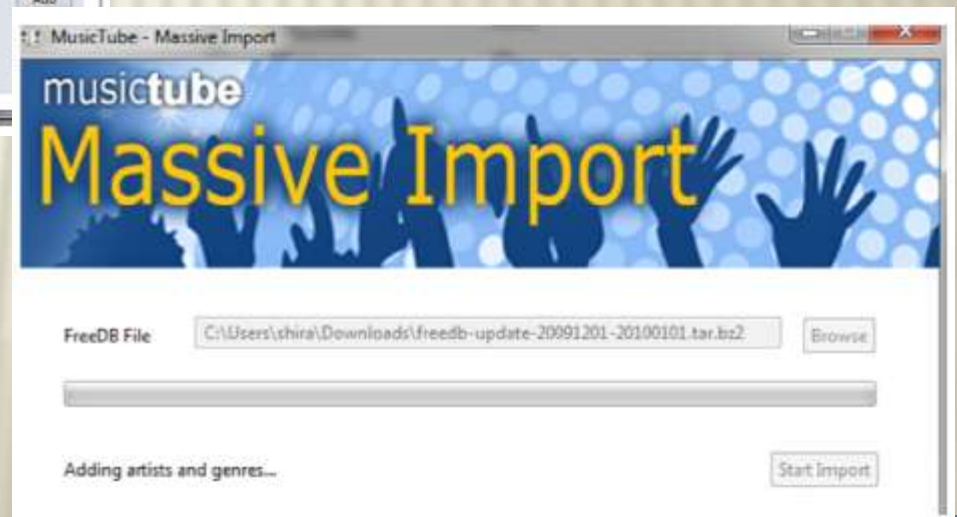 Add
MusicTube - Massive Import
musictube
Massive Import
FreeDB File
C:\Users\shira\Downloads\freedb-update-20091201-20100101.tar.bz2
Browse
Adding artists and genres...
Start Import